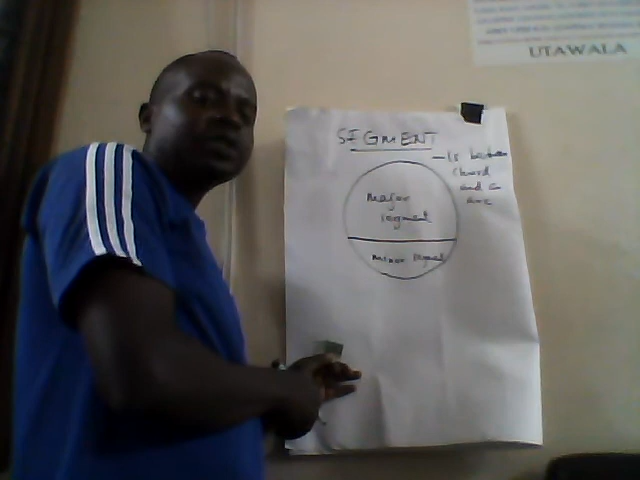 UTAWALA
SEGMENT
Is between
chord
and a
arc
major
segment
minor segment